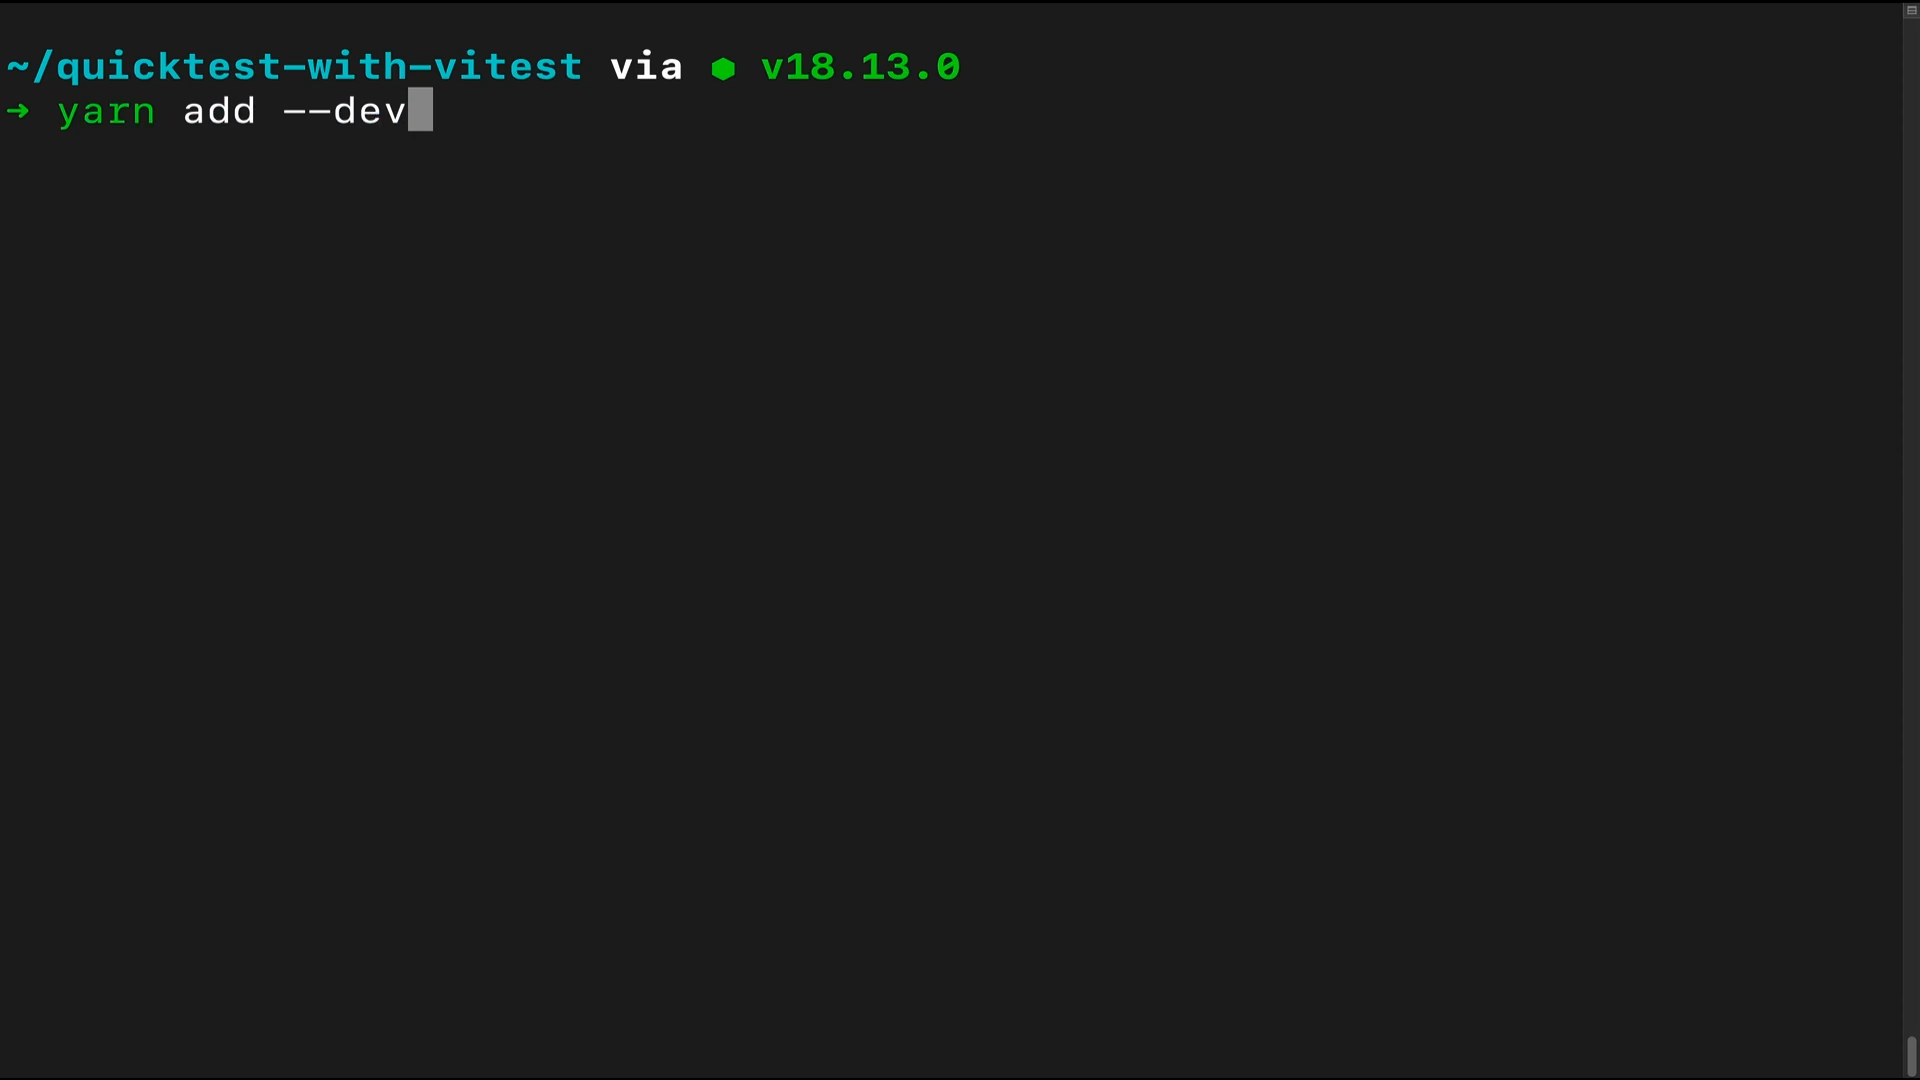 ~/quicktest-with-vitest via ⬢ v18.13.0
➜ yarn add --dev